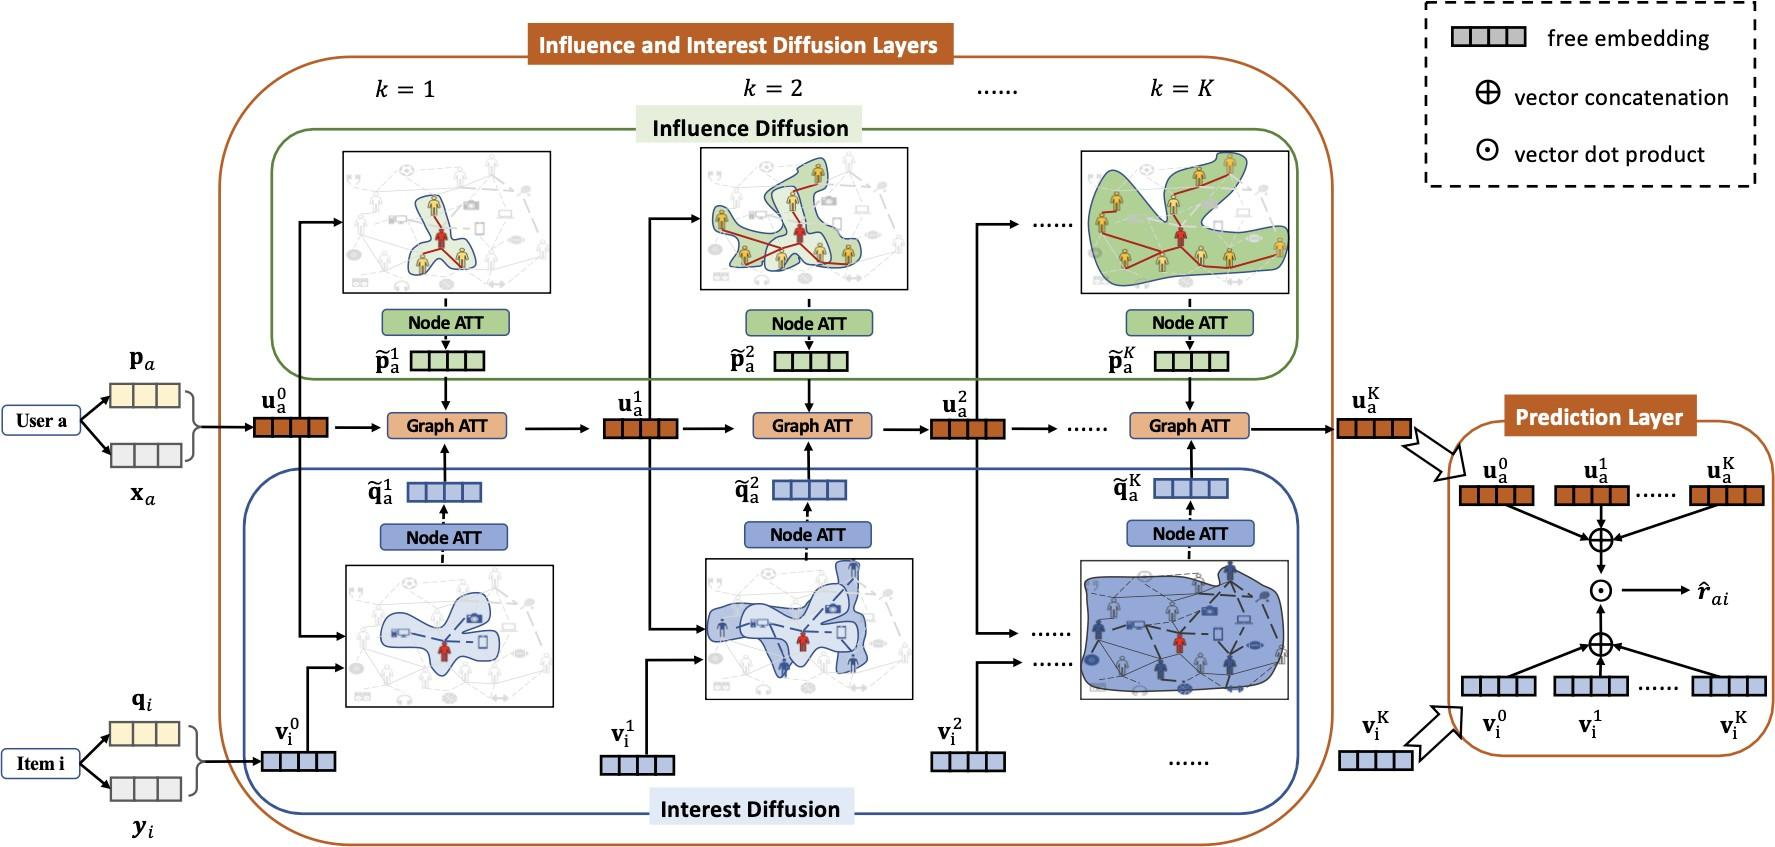 Influence and Interest Diffusion Layers
k = 1
k = 2
......
k = K
free embedding
vector concatenation
vector dot product
Influence Diffusion
......
Node ATT
Node ATT
Node ATT
p̃ₐ¹
p̃ₐ²
p̃ₐᴷ
pₐ
User a
xₐ
uₐ⁰
Graph ATT
uₐ¹
Graph ATT
uₐ²
......
Graph ATT
uₐᴷ
Prediction Layer
uₐ⁰
uₐ¹
......
uₐᴷ
q̃ₐ¹
q̃ₐ²
q̃ₐᴷ
Node ATT
Node ATT
Node ATT
r̂ₐᵢ
......
......
qᵢ
Item i
yᵢ
vᵢ⁰
vᵢ¹
vᵢ²
......
vᵢᴷ
......
vᵢ⁰
vᵢ¹
vᵢᴷ
Interest Diffusion